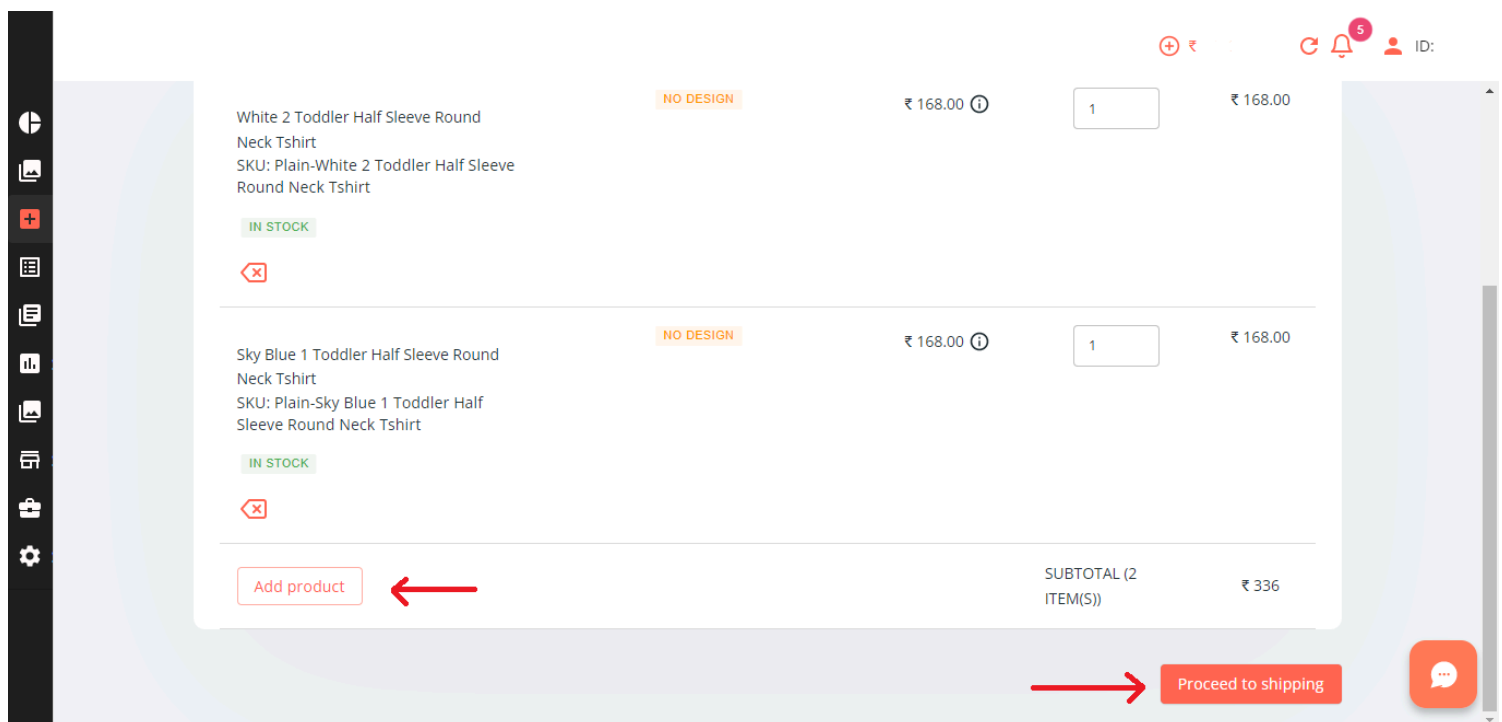 5
₹
ID:
NO DESIGN
₹ 168.00
1
₹ 168.00
White 2 Toddler Half Sleeve Round
Neck Tshirt
SKU: Plain-White 2 Toddler Half Sleeve
Round Neck Tshirt
IN STOCK
NO DESIGN
₹ 168.00
1
₹ 168.00
Sky Blue 1 Toddler Half Sleeve Round
Neck Tshirt
SKU: Plain-Sky Blue 1 Toddler Half
Sleeve Round Neck Tshirt
IN STOCK
Add product
SUBTOTAL (2
ITEM(S))
₹ 336
Proceed to shipping